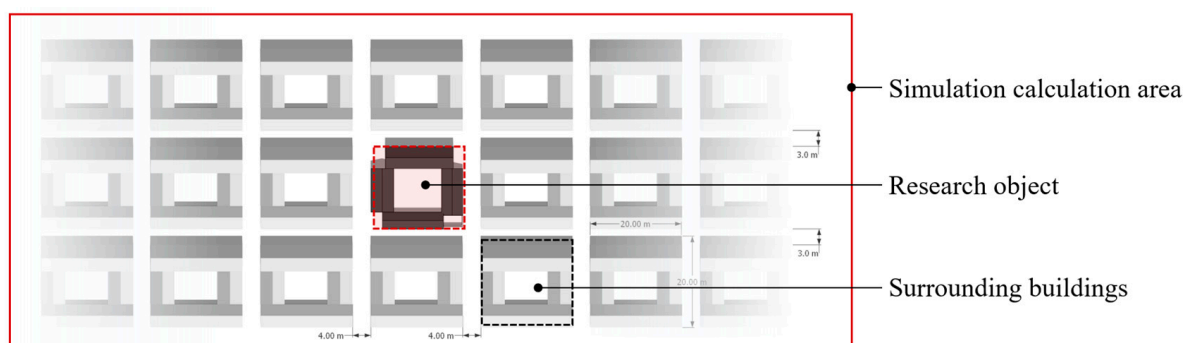 Simulation calculation area
3.0 m
Research object
20.00 m
3.0 m
20.00 m
Surrounding buildings
4.00 m
4.00 m